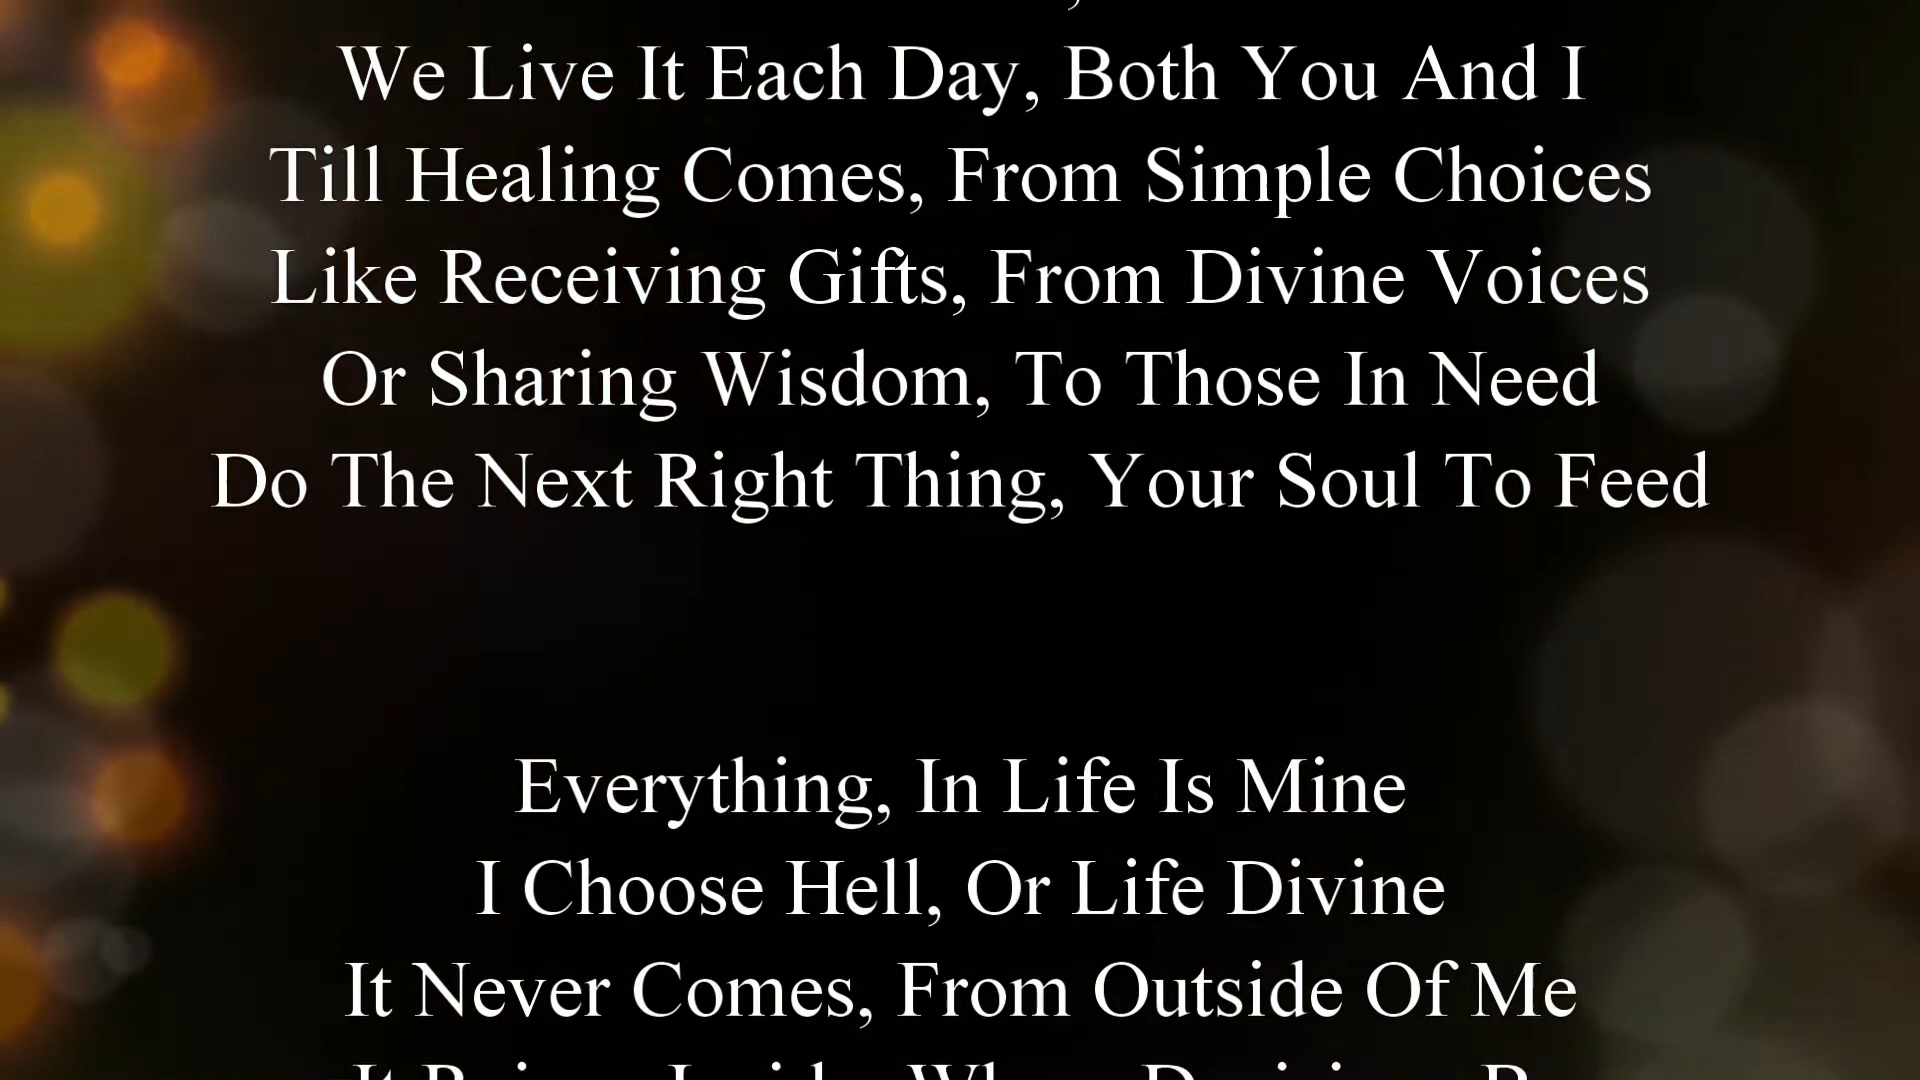 We Live It Each Day, Both You And I
Till Healing Comes, From Simple Choices
Like Receiving Gifts, From Divine Voices
Or Sharing Wisdom, To Those In Need
Do The Next Right Thing, Your Soul To Feed
Everything, In Life Is Mine
I Choose Hell, Or Life Divine
It Never Comes, From Outside Of Me